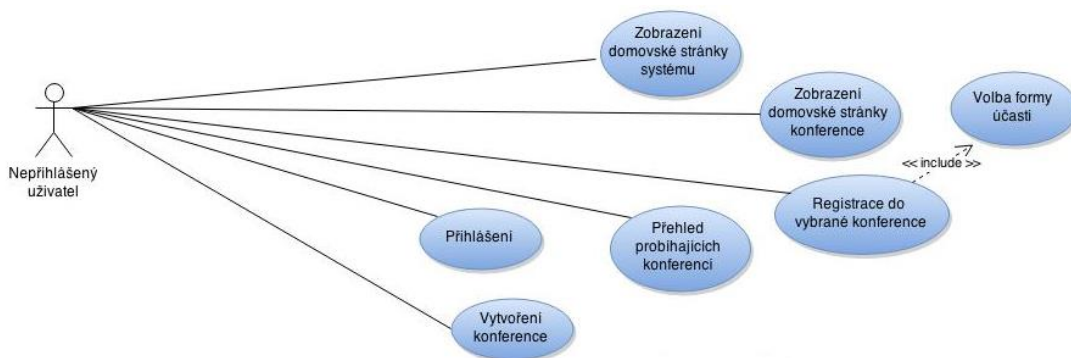 Zobrazení
domovské stránky
systému
Zobrazení
domovské stránky
konference
Volba formy
účasti
<< include >>
Nepřihlášený
uživatel
Registrace do
vybrané konference
Přihlášení
Přehled
probíhajících
konferencí
Vytvoření
konference